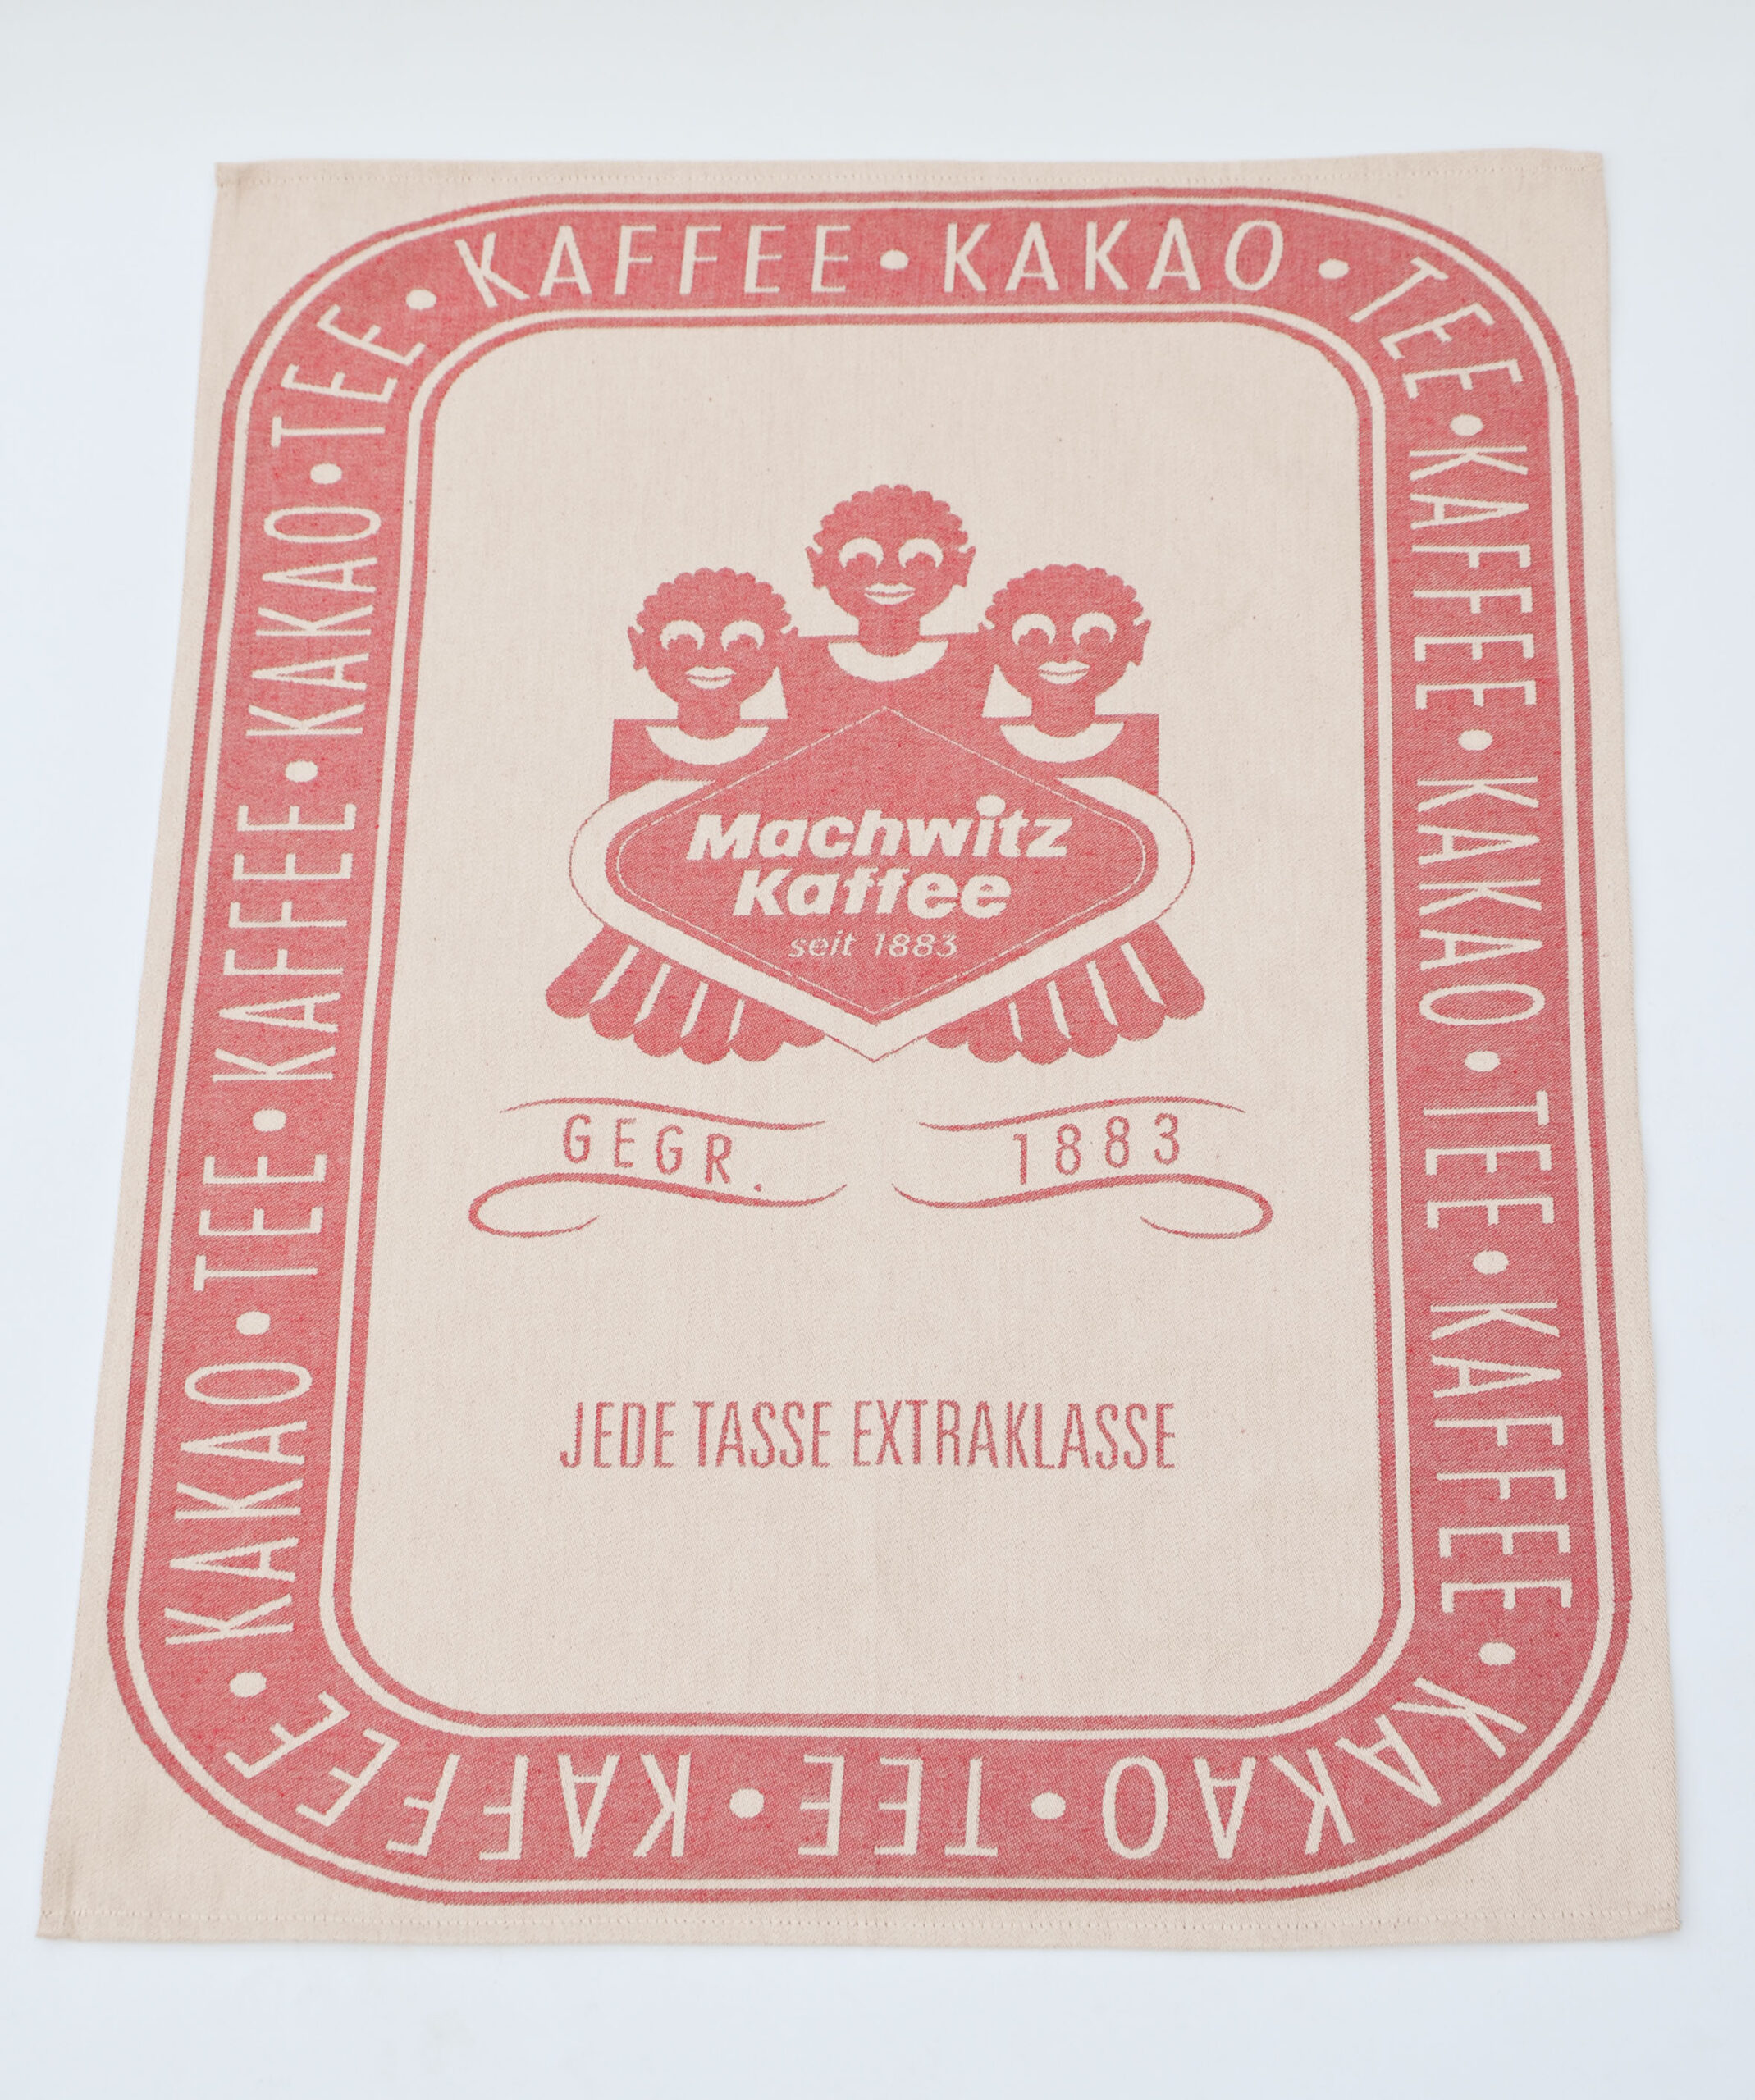 KAFFEE • KAKAO • TEE • KAFFEE • KAKAO • TEE • KAFFEE • KAKAO • TEE • KAFFEE • KAKAO • TEE • KAFFEE • KAKAO • TEE •
Machwitz
Kaffee
seit 1883
GEGR. 1883
JEDE TASSE EXTRAKLASSE